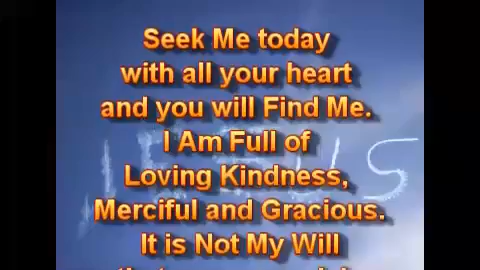 Seek Me today
with all your heart
and you will Find Me.
I Am Full of
JESUS
Loving Kindness,
Merciful and Gracious.
It is Not My Will